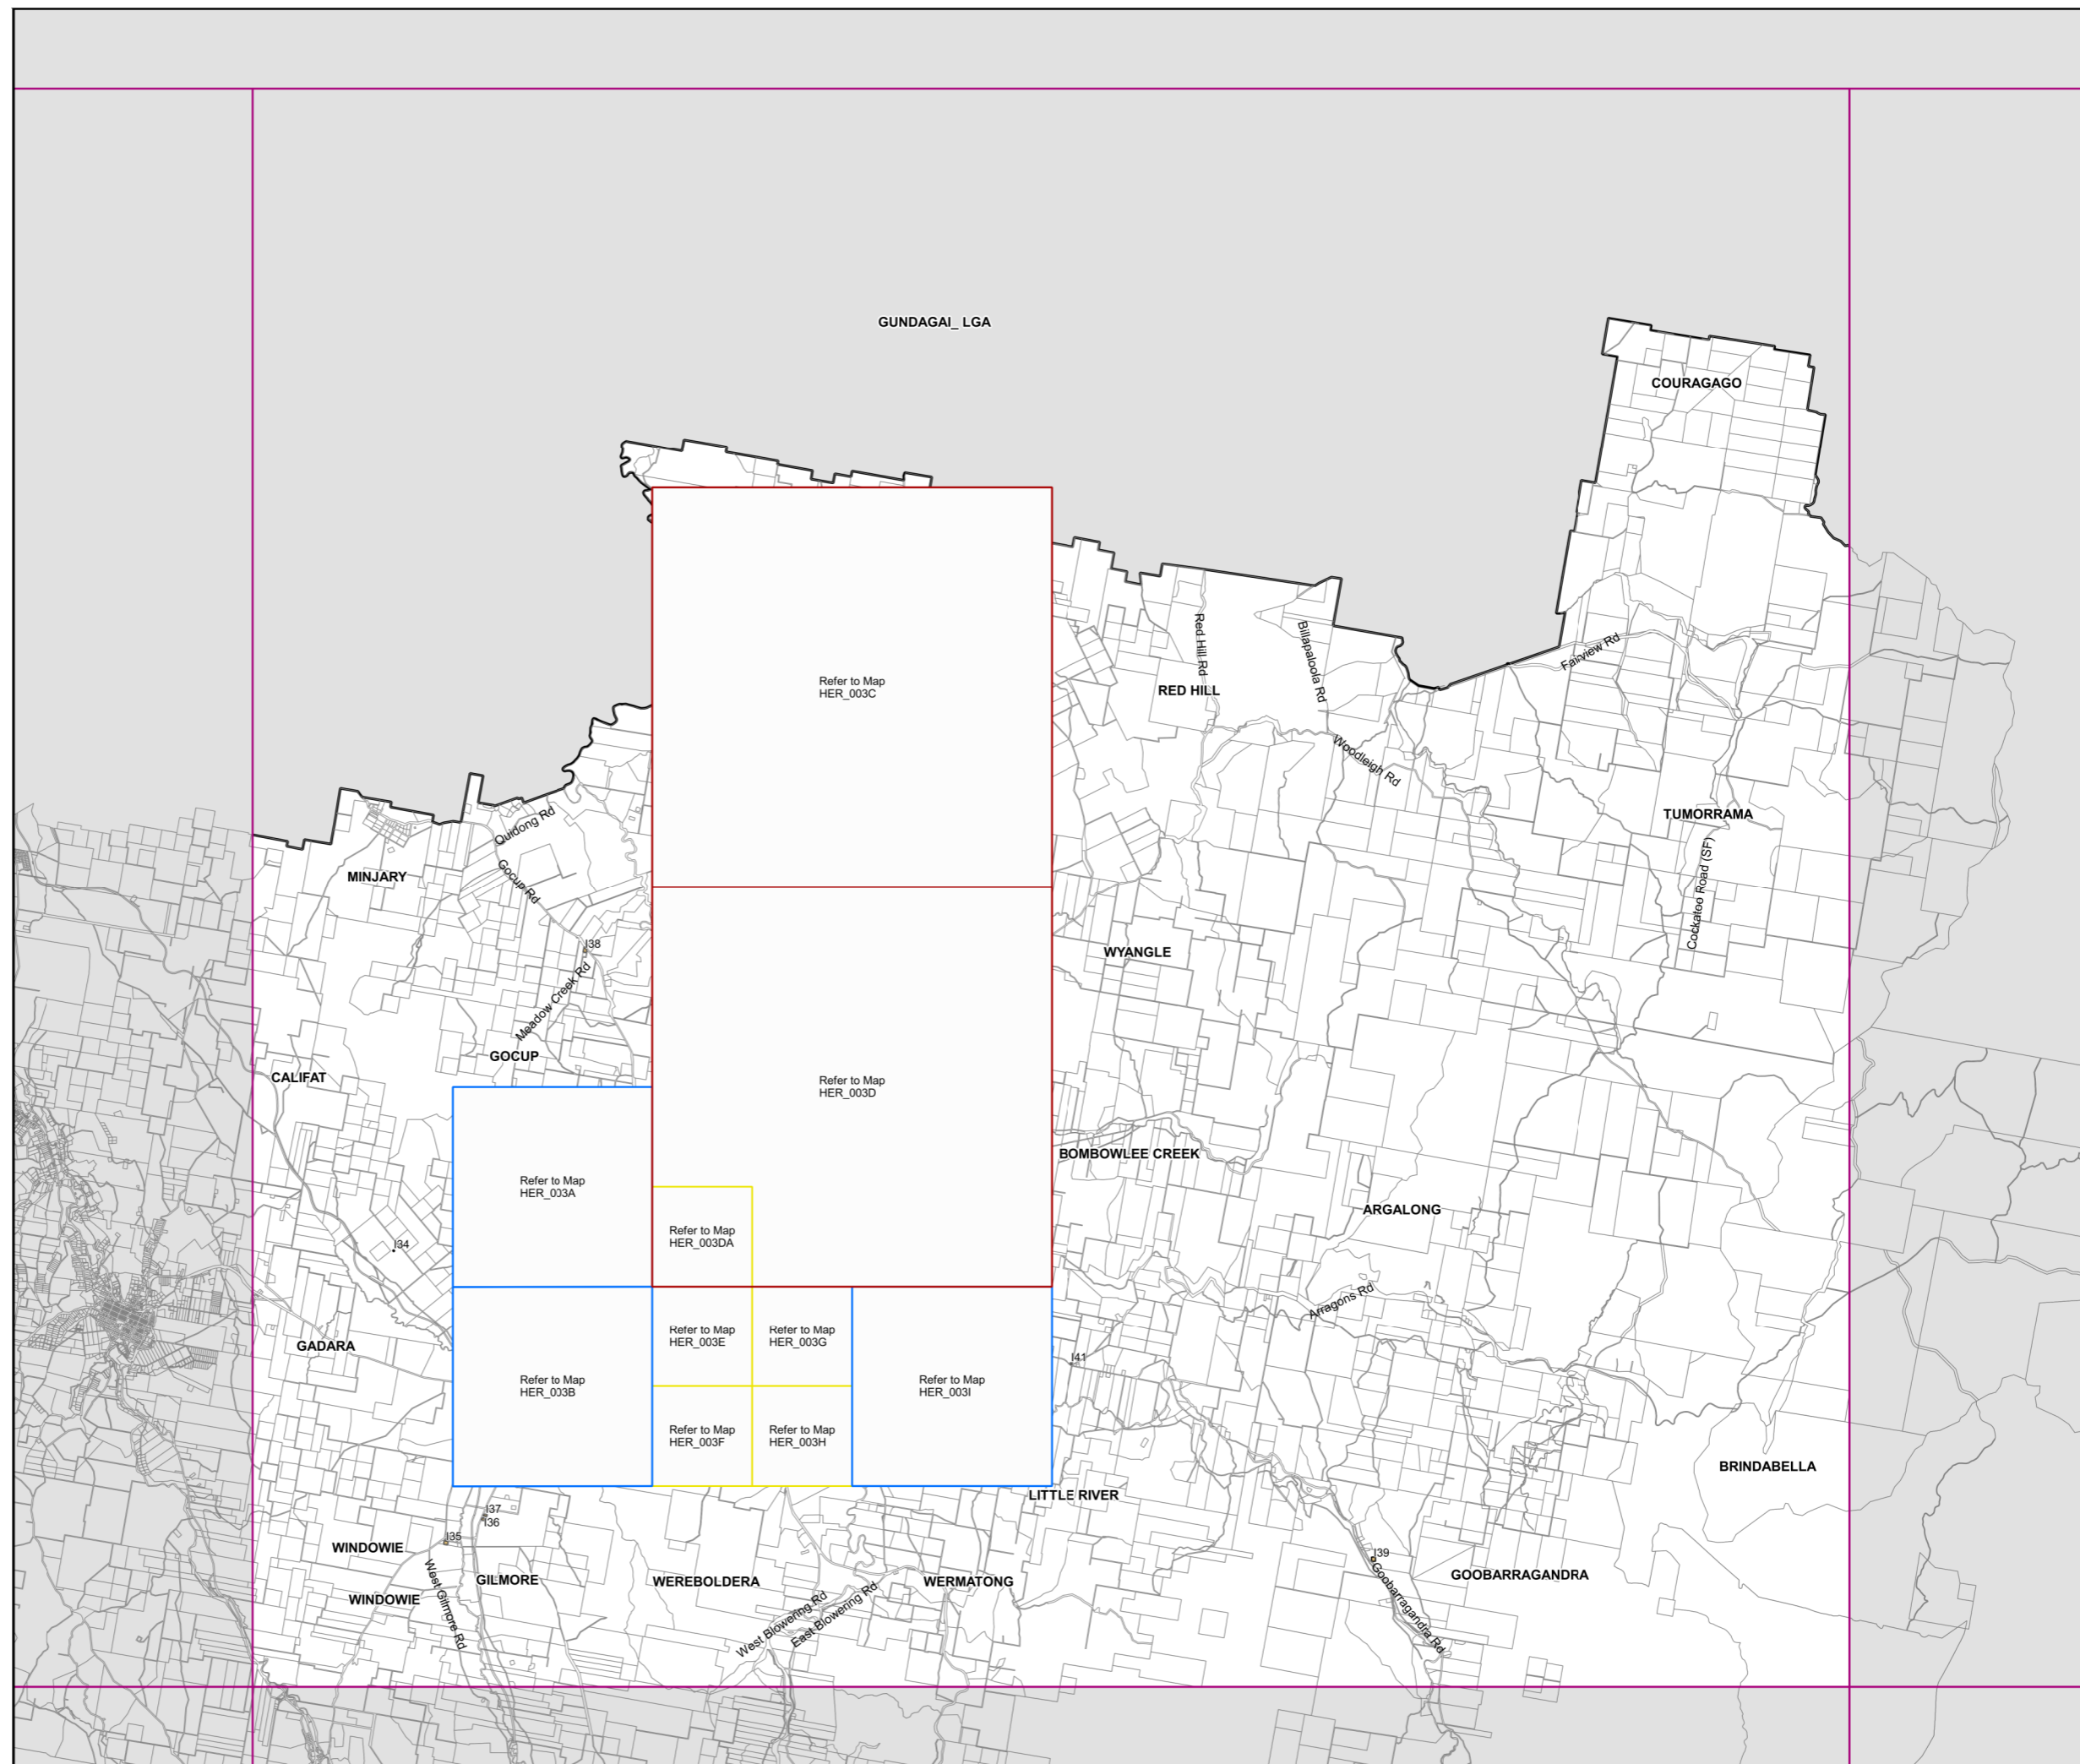 GUNDAGAI_ LGA
COURAGAGO
Red Hill Rd
Billapaloola Rd
Fairview Rd
Refer to Map
HER_003C
RED HILL
Woodleigh Rd
Quidong Rd
TUMORRAMA
MINJARY
Gocup Rd
Cockatoo Road (SF)
I38
WYANGLE
Meadow Creek Rd
GOCUP
CALIFAT
Refer to Map
HER_003D
BOMBOWLEE CREEK
Refer to Map
HER_003A
ARGALONG
Refer to Map
HER_003DA
I34
Arragons Rd
GADARA
Refer to Map
HER_003E
Refer to Map
HER_003G
I41
Refer to Map
HER_003B
Refer to Map
HER_003I
Refer to Map
HER_003F
Refer to Map
HER_003H
BRINDABELLA
LITTLE RIVER
I37
I36
I35
WINDOWIE
I39
GOOBARRAGANDRA
GILMORE
WEREBOLDERA
WERMATONG
WINDOWIE
West Gilmore Rd
West Blowering Rd
East Blowering Rd
Goobarragandra Rd